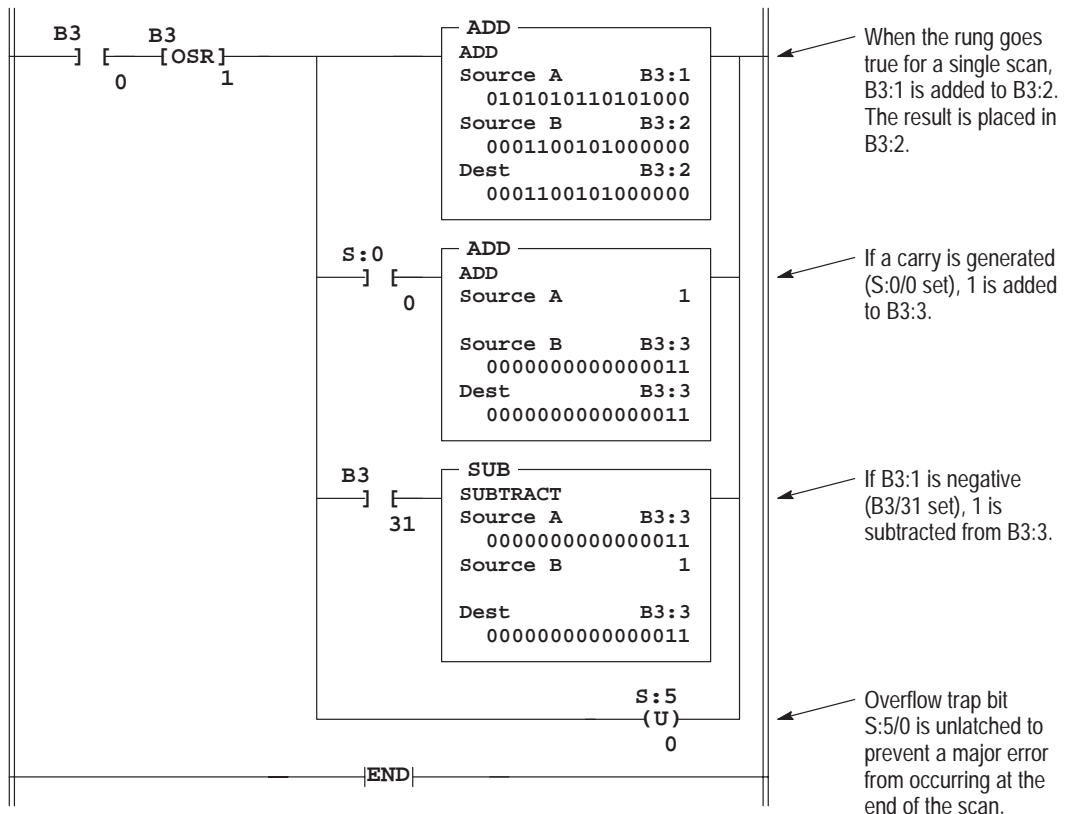 B3 B3
] [ [OSR]
0 1
ADD
ADD
Source A B3:1
0101010110101000
Source B B3:2
0001100101000000
Dest B3:2
0001100101000000
When the rung goes
true for a single scan,
B3:1 is added to B3:2.
The result is placed in
B3:2.
S:0
] [
0
ADD
ADD
Source A 1
Source B B3:3
0000000000000011
Dest B3:3
0000000000000011
If a carry is generated
(S:0/0 set), 1 is added
to B3:3.
B3
] [
31
SUB
SUBTRACT
Source A B3:3
0000000000000011
Source B 1
Dest B3:3
0000000000000011
If B3:1 is negative
(B3/31 set), 1 is
subtracted from B3:3.
S:5
(U)
0
Overflow trap bit
S:5/0 is unlatched to
prevent a major error
from occurring at the
end of the scan.
END